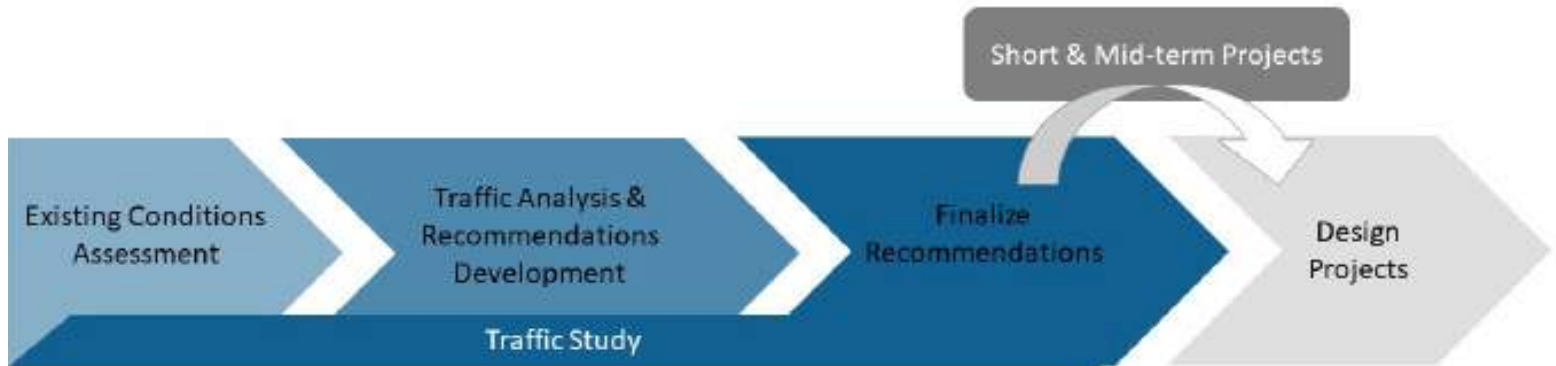 Short & Mid-term Projects
Existing Conditions
Assessment
Traffic Analysis &
Recommendations
Development
Finalize
Recommendations
Design
Projects
Traffic Study